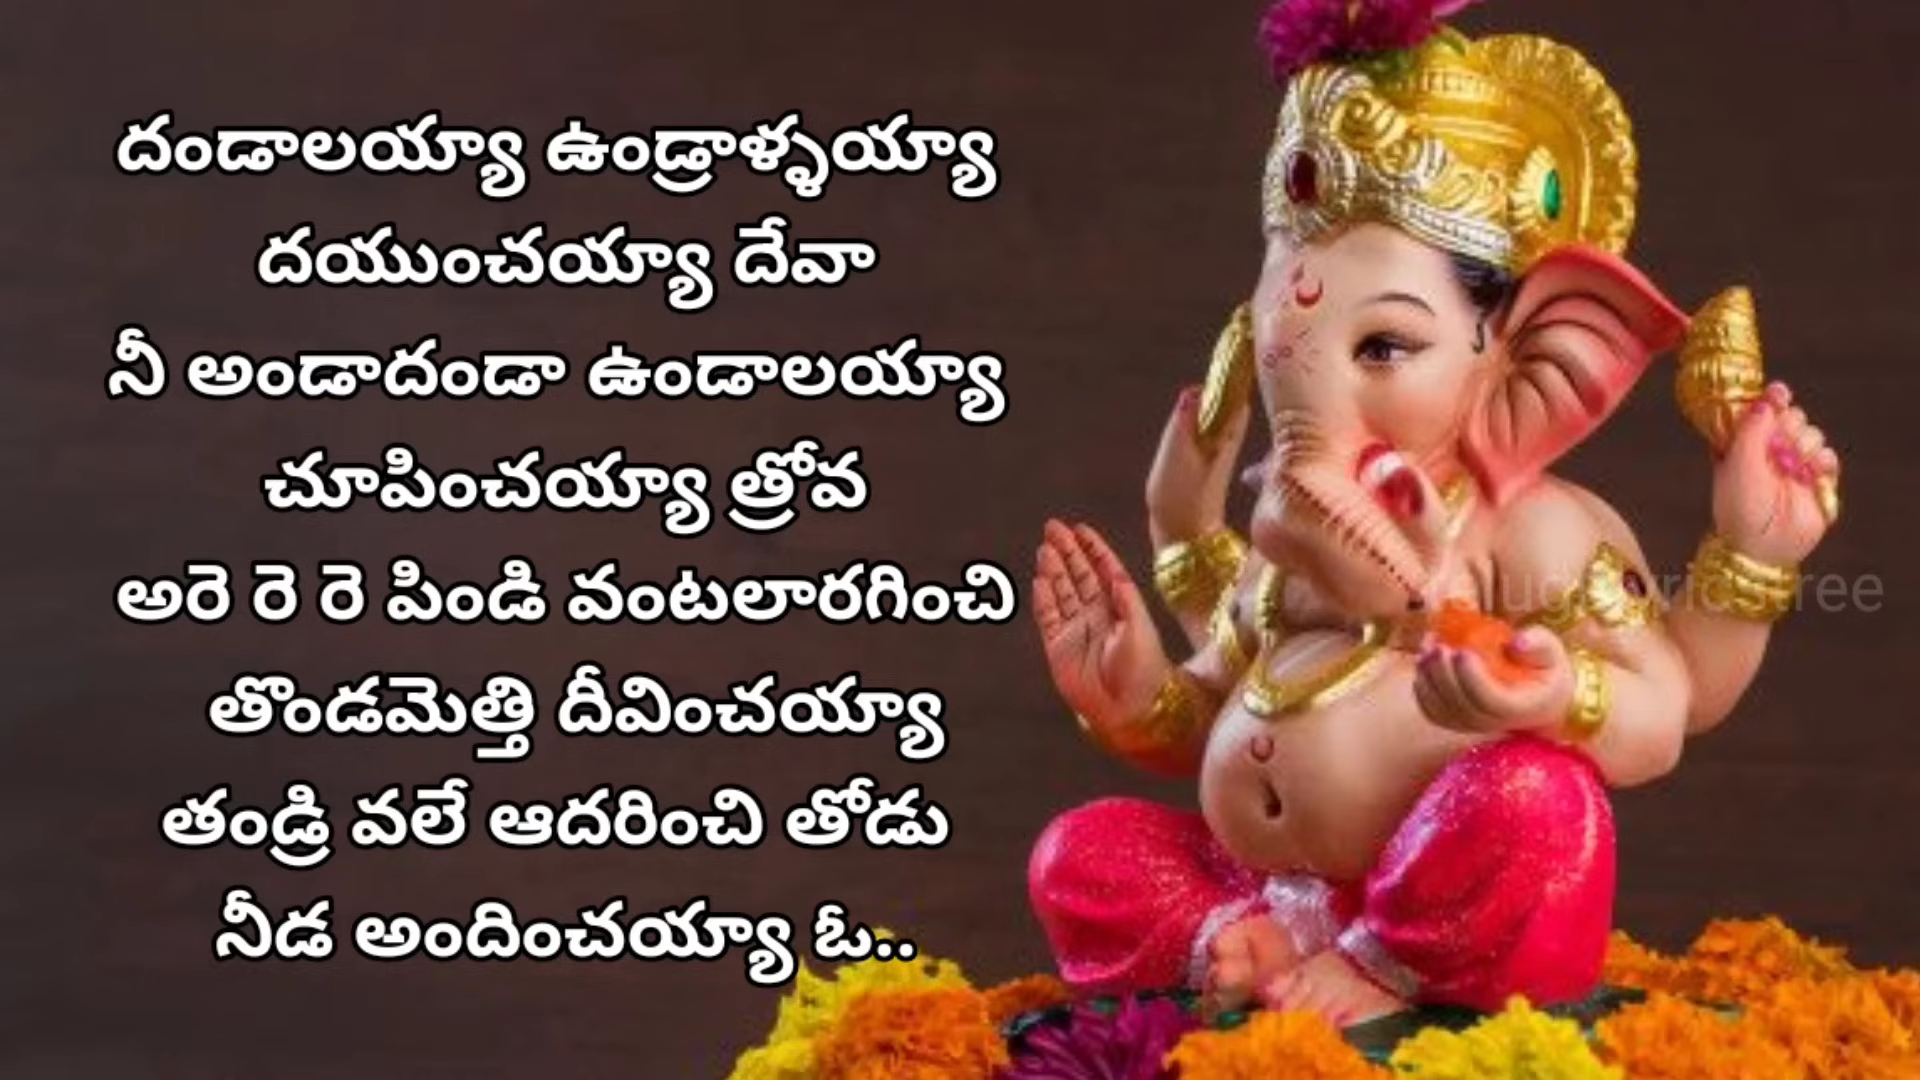 దండాలయ్యా ఉండ్రాళ్ళయ్యా
దయుంచయ్యా దేవా
నీ అండాదండా ఉండాలయ్యా
చూపించయ్యా త్రోవ
అరె రె రె పిండి వంటలారగించి
తొండమెత్తి దీవించయ్యా
తండ్రి వలే ఆదరించి తోడు
నీడ అందించయ్యా ఓ..